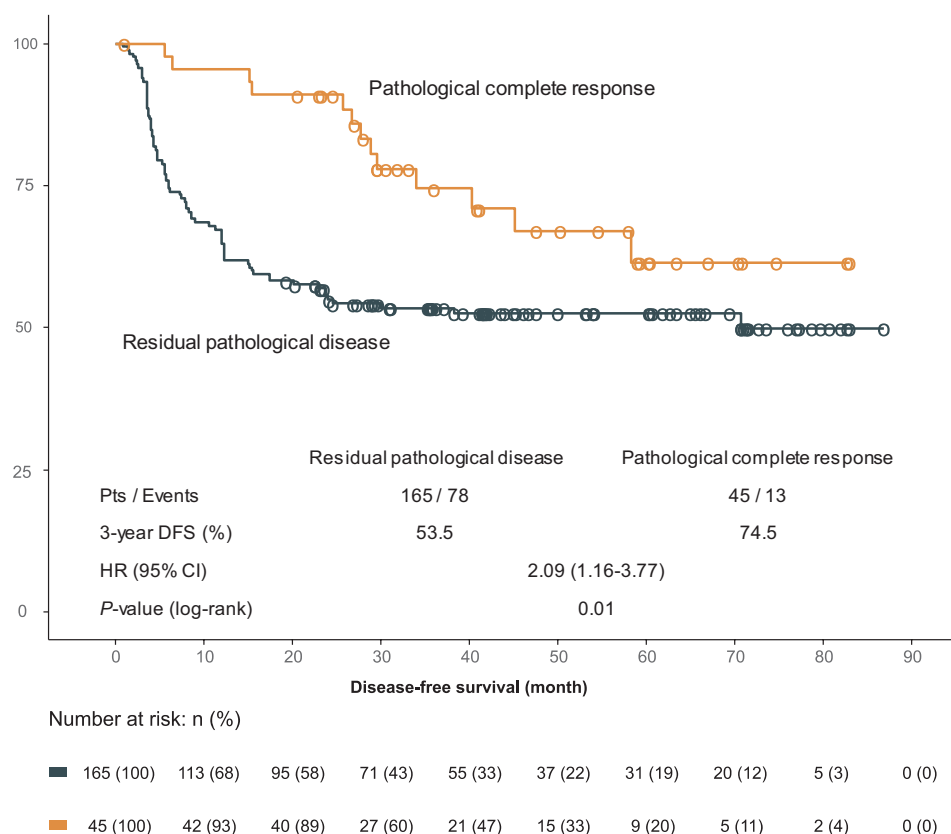 100
Pathological complete response
75
50
Residual pathological disease
25
Residual pathological disease Pathological complete response
Pts / Events 165 / 78 45 / 13
3-year DFS (%) 53.5 74.5
HR (95% CI) 2.09 (1.16-3.77)
P-value (log-rank) 0.01
0
0 10 20 30 40 50 60 70 80 90
Disease-free survival (month)
Number at risk: n (%)
165 (100) 113 (68) 95 (58) 71 (43) 55 (33) 37 (22) 31 (19) 20 (12) 5 (3) 0 (0)
45 (100) 42 (93) 40 (89) 27 (60) 21 (47) 15 (33) 9 (20) 5 (11) 2 (4) 0 (0)